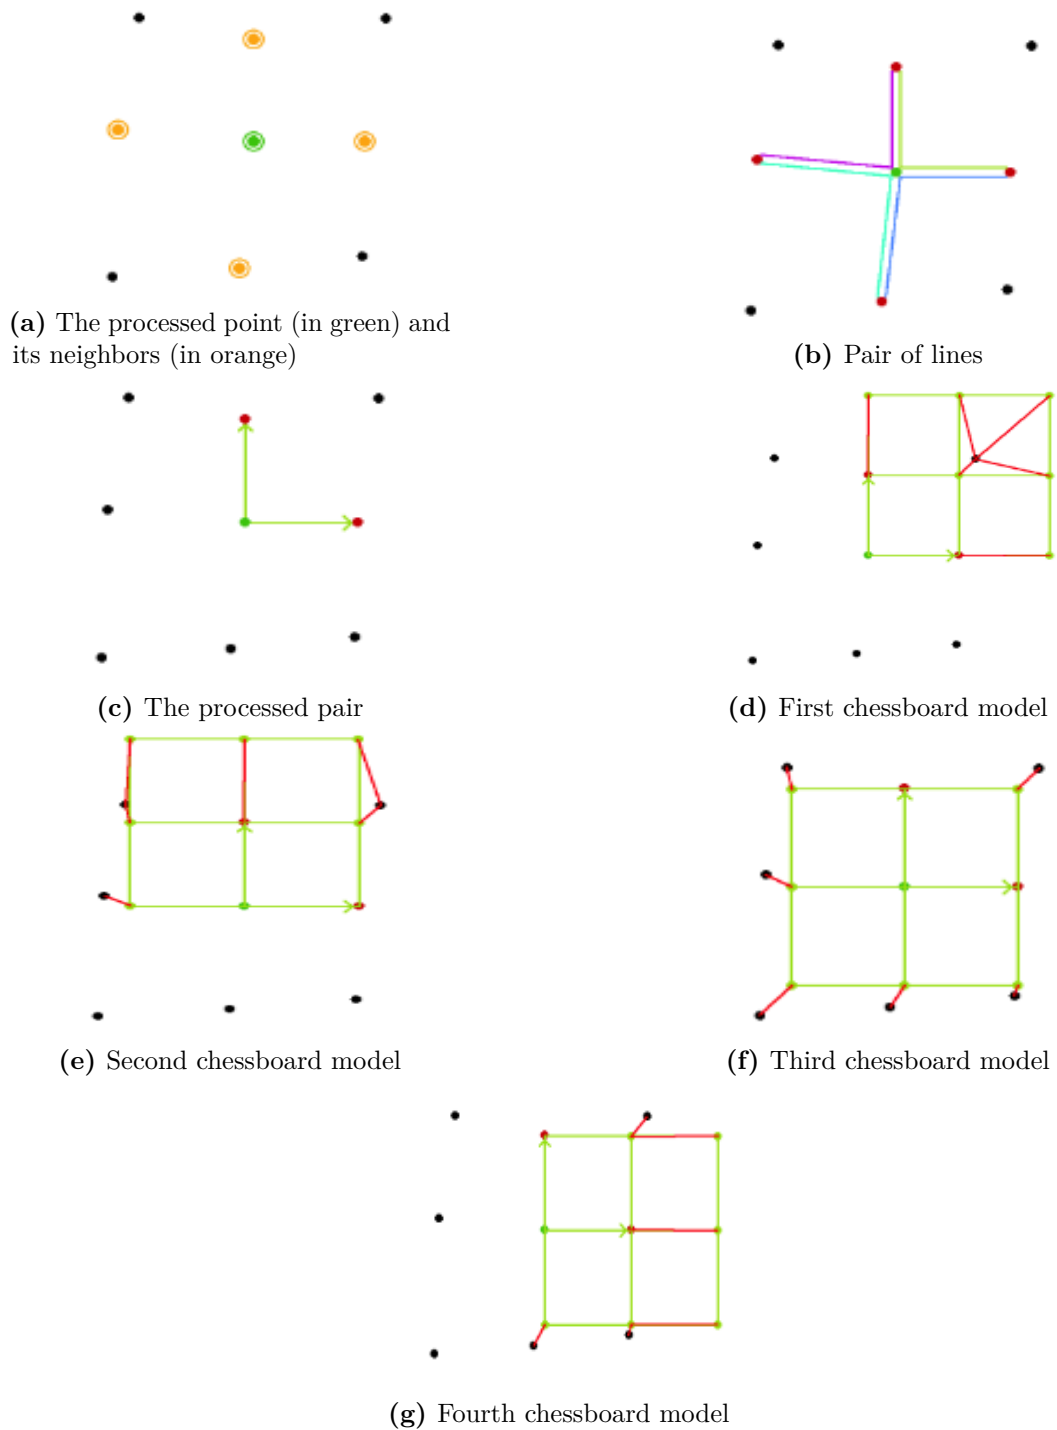 (a) The processed point (in green) and
its neighbors (in orange)
(b) Pair of lines
(c) The processed pair
(d) First chessboard model
(e) Second chessboard model
(f) Third chessboard model
(g) Fourth chessboard model